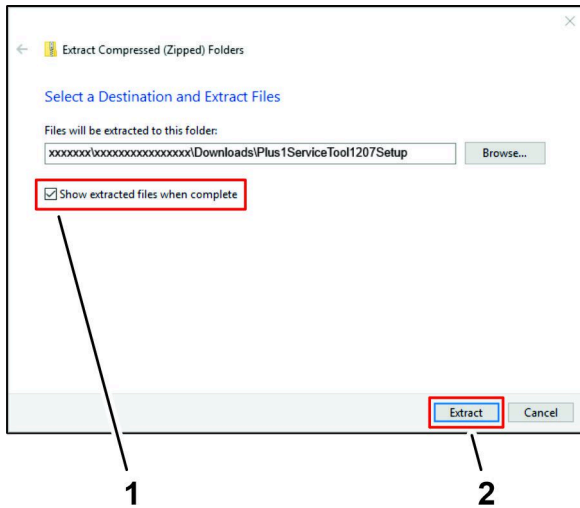 Extract Compressed (Zipped) Folders
Select a Destination and Extract Files
Files will be extracted to this folder:
xxxxxxx\xxxxxxxxxxxxxxxx\Downloads\Plus1ServiceTool1207Setup
Browse...
Show extracted files when complete
Extract
Cancel
1
2